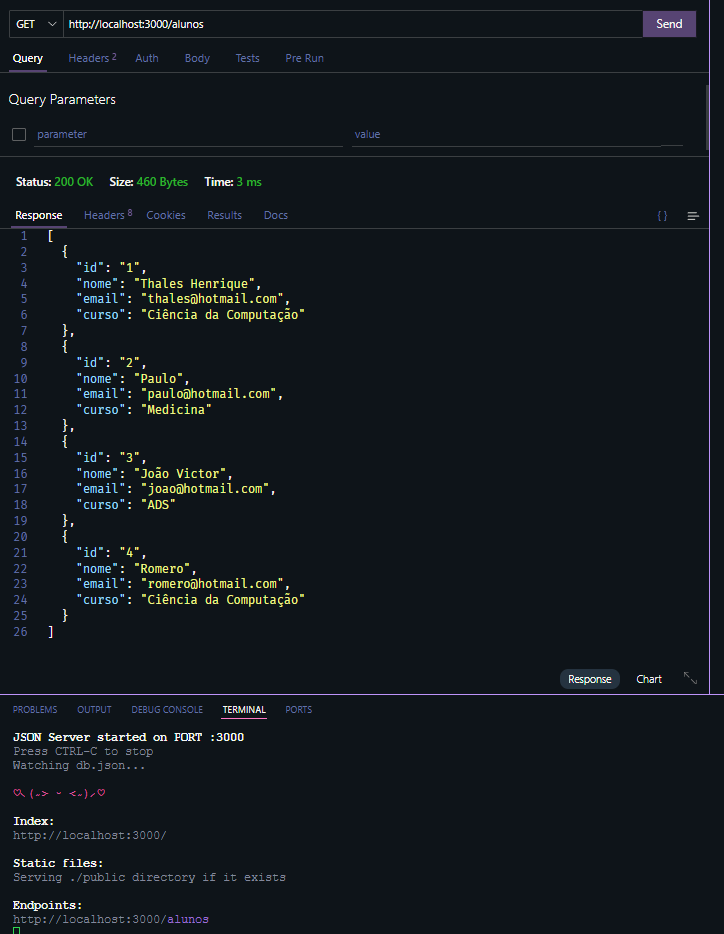 GET http://localhost:3000/alunos Send
Query Headers 2 Auth Body Tests Pre Run
Query Parameters
parameter value
Status: 200 OK Size: 460 Bytes Time: 3 ms
Response Headers 8 Cookies Results Docs {}
1 [
2 {
3 "id": "1",
4 "nome": "Thales Henrique",
5 "email": "thales@hotmail.com",
6 "curso": "Ciência da Computação"
7 },
8 {
9 "id": "2",
10 "nome": "Paulo",
11 "email": "paulo@hotmail.com",
12 "curso": "Medicina"
13 },
14 {
15 "id": "3",
16 "nome": "João Victor",
17 "email": "joao@hotmail.com",
18 "curso": "ADS"
19 },
20 {
21 "id": "4",
22 "nome": "Romero",
23 "email": "romero@hotmail.com",
24 "curso": "Ciência da Computação"
25 }
26 ]
Response Chart
PROBLEMS OUTPUT DEBUG CONSOLE TERMINAL PORTS
JSON Server started on PORT :3000
Press CTRL-C to stop
Watching db.json...
♡⸜(˶˃ ᵕ ˂˶)⸝♡
Index:
http://localhost:3000/
Static files:
Serving ./public directory if it exists
Endpoints:
http://localhost:3000/alunos